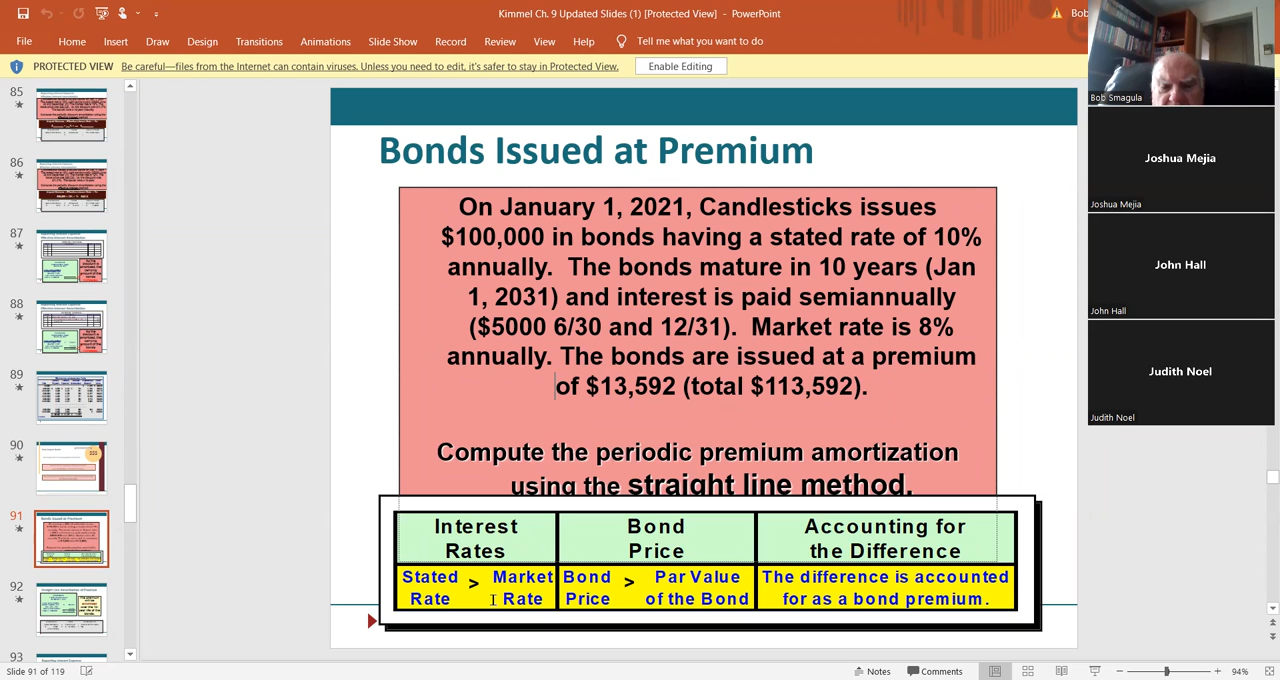 Kimmel Ch. 9 Updated Slides (1) [Protected View] - PowerPoint
Bob
File Home Insert Draw Design Transitions Animations Slide Show Record Review View Help Tell me what you want to do
PROTECTED VIEW Be careful—files from the Internet can contain viruses. Unless you need to edit, it's safer to stay in Protected View. Enable Editing
85
86
87
88
89
90
91
92
93
Bonds Issued at Premium
On January 1, 2021, Candlesticks issues
$100,000 in bonds having a stated rate of 10%
annually. The bonds mature in 10 years (Jan
1, 2031) and interest is paid semiannually
($5000 6/30 and 12/31). Market rate is 8%
annually. The bonds are issued at a premium
of $13,592 (total $113,592).
Compute the periodic premium amortization
using the straight line method.
Interest
Rates
Bond
Price
Accounting for
the Difference
Stated
Rate
>
Market
Rate
Bond
Price
>
Par Value
of the Bond
The difference is accounted
for as a bond premium.
Bob Smagula
Joshua Mejia
Joshua Mejia
John Hall
John Hall
Judith Noel
Judith Noel
Slide 91 of 119
Notes
Comments
94%